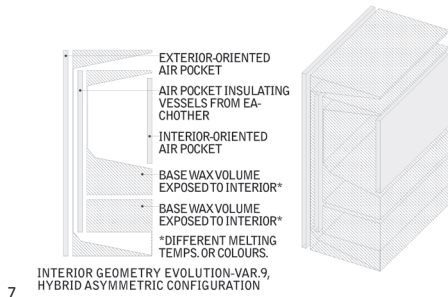 EXTERIOR-ORIENTED
AIR POCKET
AIR POCKET INSULATING
VESSELS FROM EA-
CHOTHER
INTERIOR-ORIENTED
AIR POCKET
BASE WAX VOLUME
EXPOSED TO INTERIOR*
BASE WAX VOLUME
EXPOSED TO INTERIOR*
*DIFFERENT MELTING
TEMPS. OR COLOURS.
INTERIOR GEOMETRY EVOLUTION-VAR.9,
HYBRID ASYMMETRIC CONFIGURATION
7